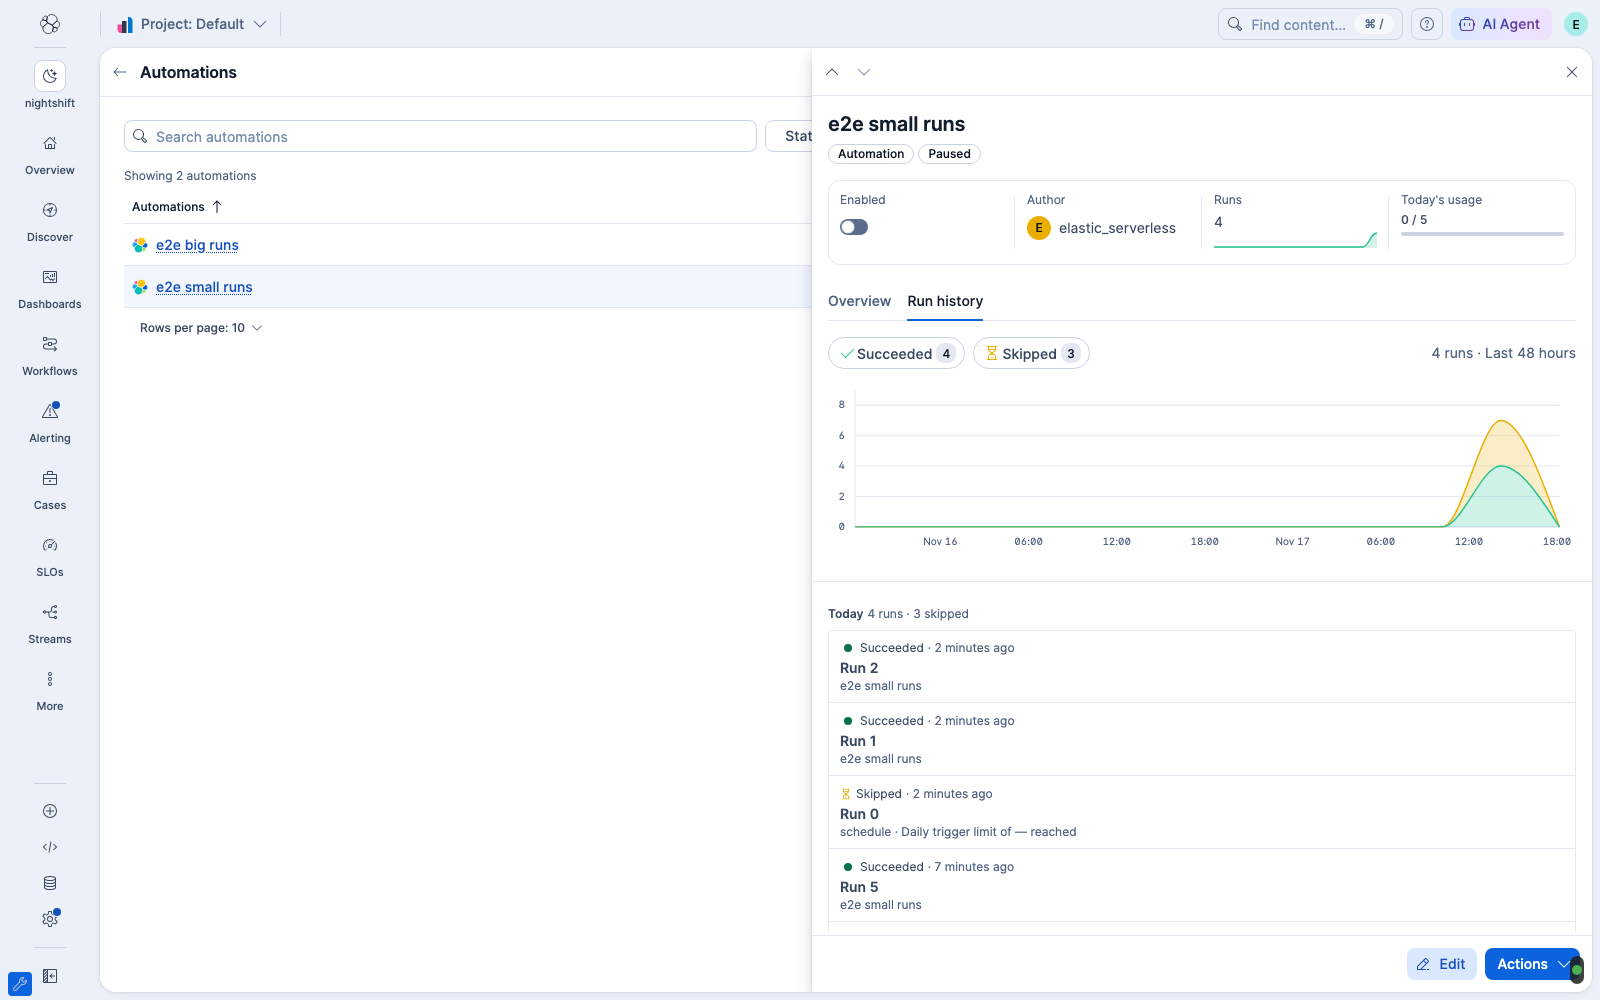 Project: Default
Find content...
⌘ /
AI Agent
E
nightshift
Overview
Discover
Dashboards
Workflows
Alerting
Cases
SLOs
Streams
More
Automations
Search automations
Stat
Showing 2 automations
Automations
e2e big runs
e2e small runs
Rows per page: 10
e2e small runs
Automation
Paused
Enabled
Author
E
elastic_serverless
Runs
4
Today's usage
0 / 5
Overview
Run history
Succeeded 4
Skipped 3
4 runs · Last 48 hours
8
6
4
2
0
Nov 16
06:00
12:00
18:00
Nov 17
06:00
12:00
18:00
Today 4 runs · 3 skipped
Succeeded · 2 minutes ago
Run 2
e2e small runs
Succeeded · 2 minutes ago
Run 1
e2e small runs
Skipped · 2 minutes ago
Run 0
schedule · Daily trigger limit of — reached
Succeeded · 7 minutes ago
Run 5
e2e small runs
Edit
Actions